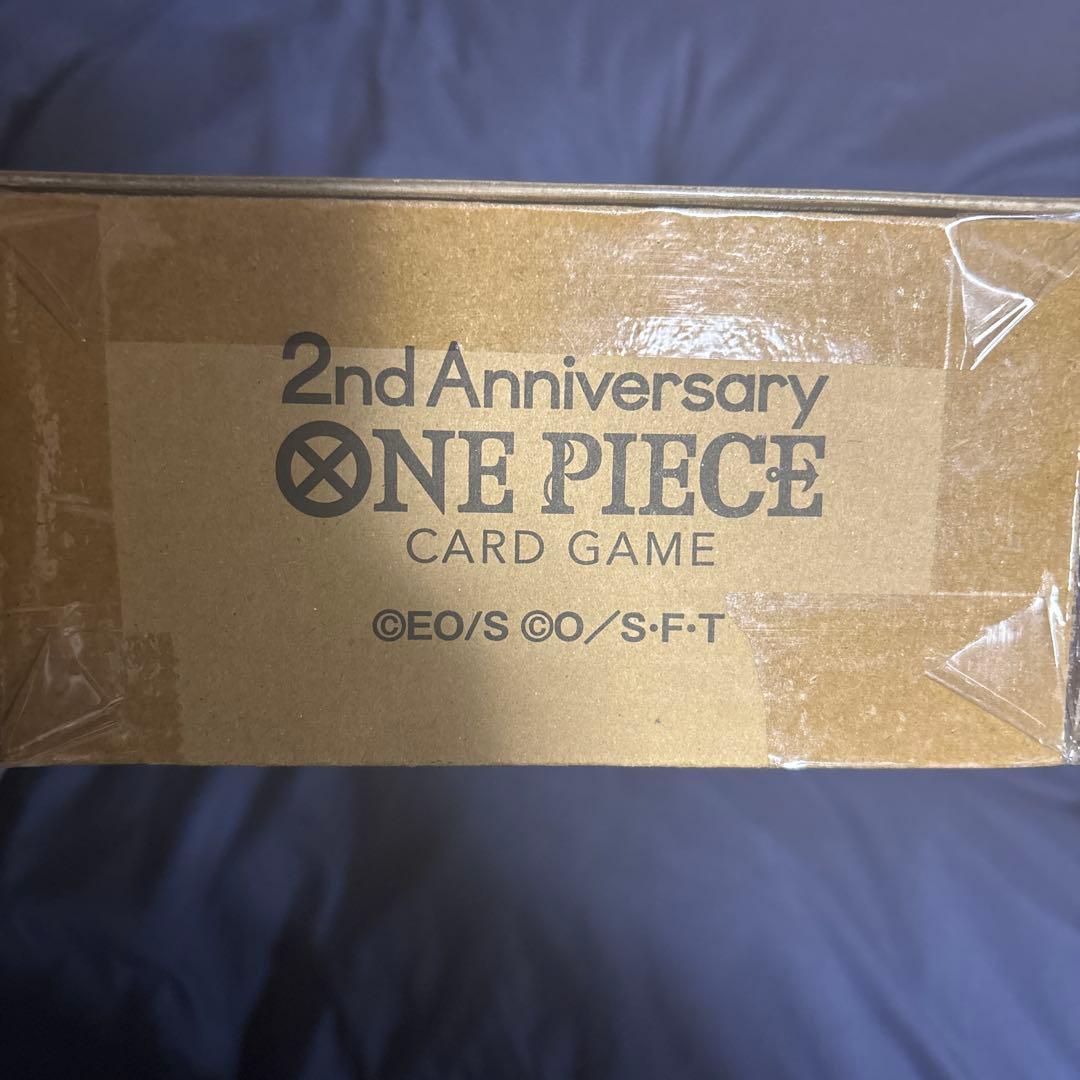 2nd Anniversary
ONE PIECE
CARD GAME
©EO/S ©O／S・F・T